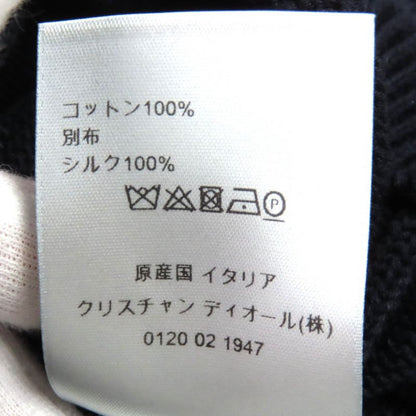 コットン100%
別布
シルク100%
P
原産国 イタリア
クリスチャン ディオール(株)
0120 02 1947